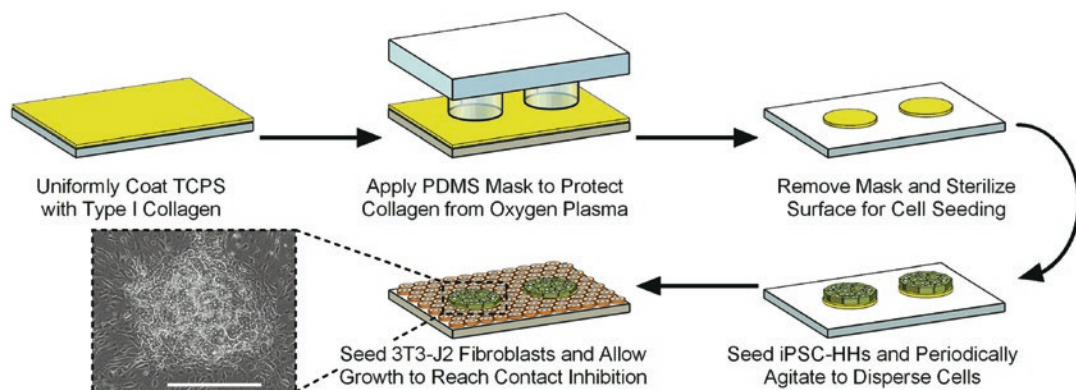 Uniformly Coat TCPS
with Type I Collagen
Apply PDMS Mask to Protect
Collagen from Oxygen Plasma
Remove Mask and Sterilize
Surface for Cell Seeding
Seed 3T3-J2 Fibroblasts and Allow
Growth to Reach Contact Inhibition
Seed iPSC-HHs and Periodically
Agitate to Disperse Cells